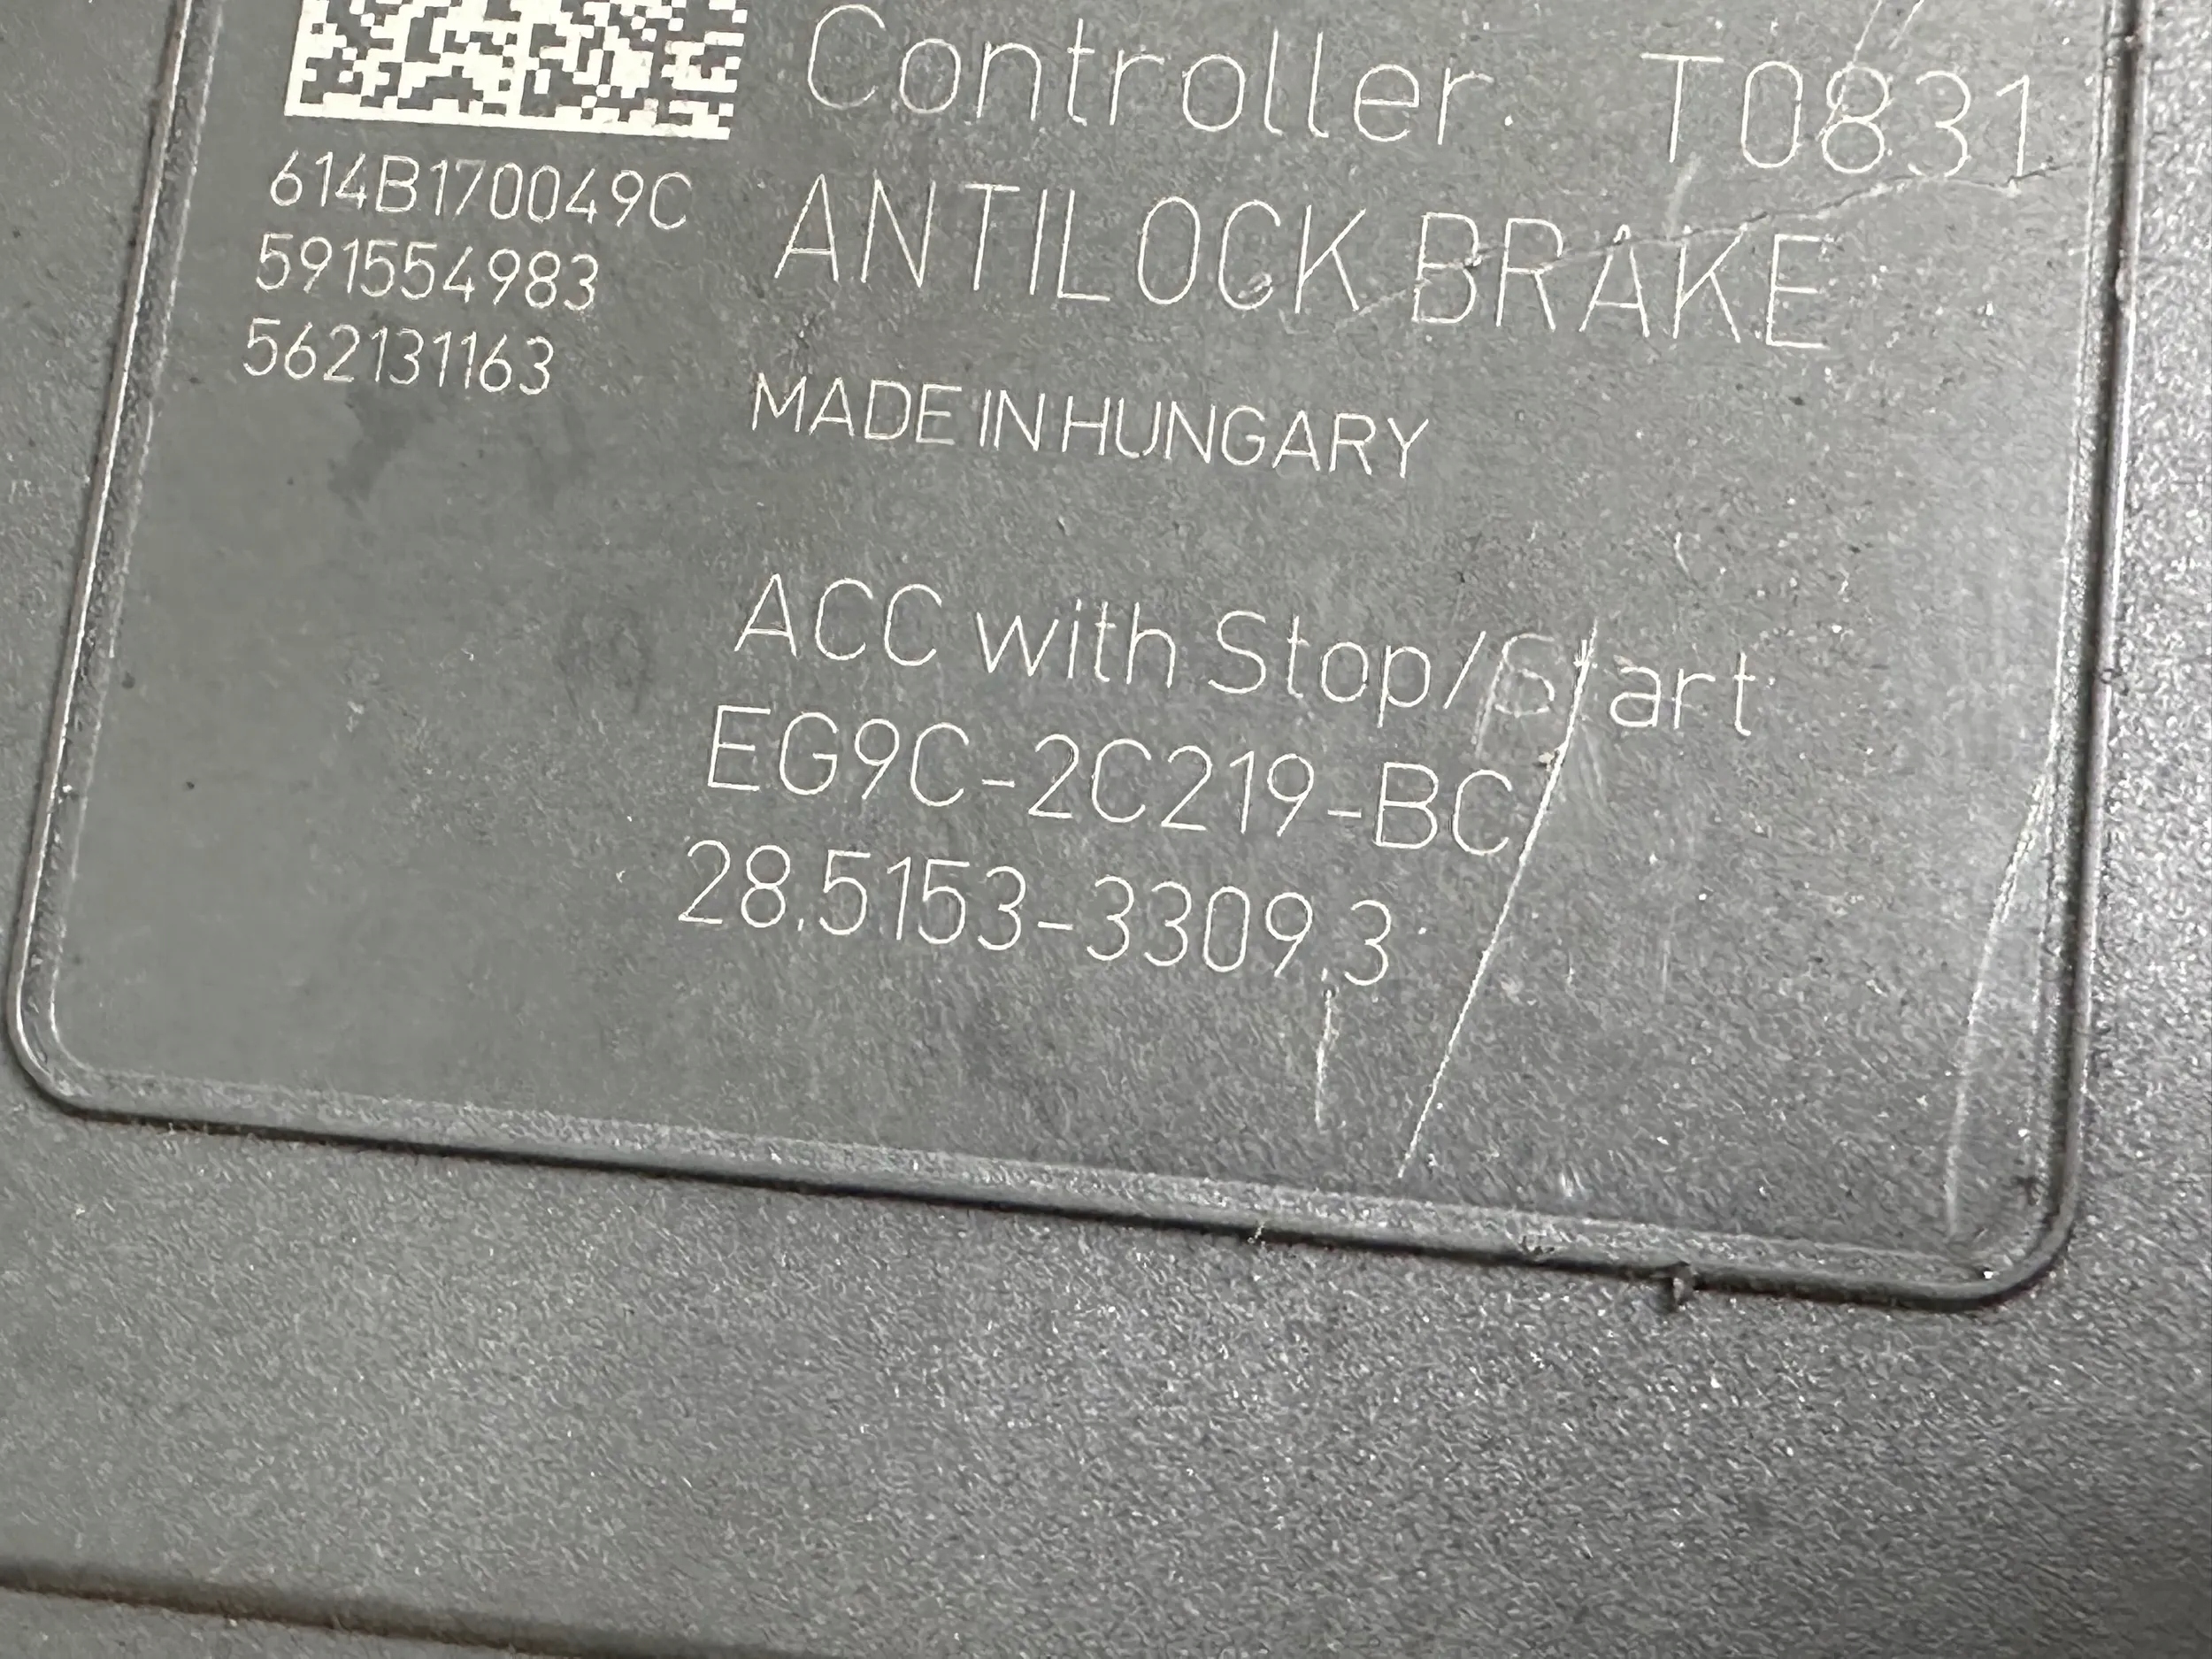 Controller. T0831
614B170049C
591554983
562131163
ANTILOCK BRAKE
MADE IN HUNGARY
ACC with Stop/Start
EG9C-2C219-BC
28.5153-3309.3